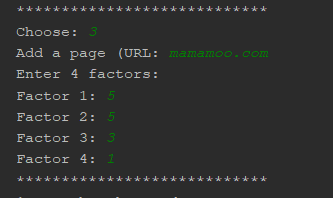 ****************************
Choose: 3
Add a page (URL: mamamoo.com
Enter 4 factors:
Factor 1: 5
Factor 2: 5
Factor 3: 3
Factor 4: 1
****************************